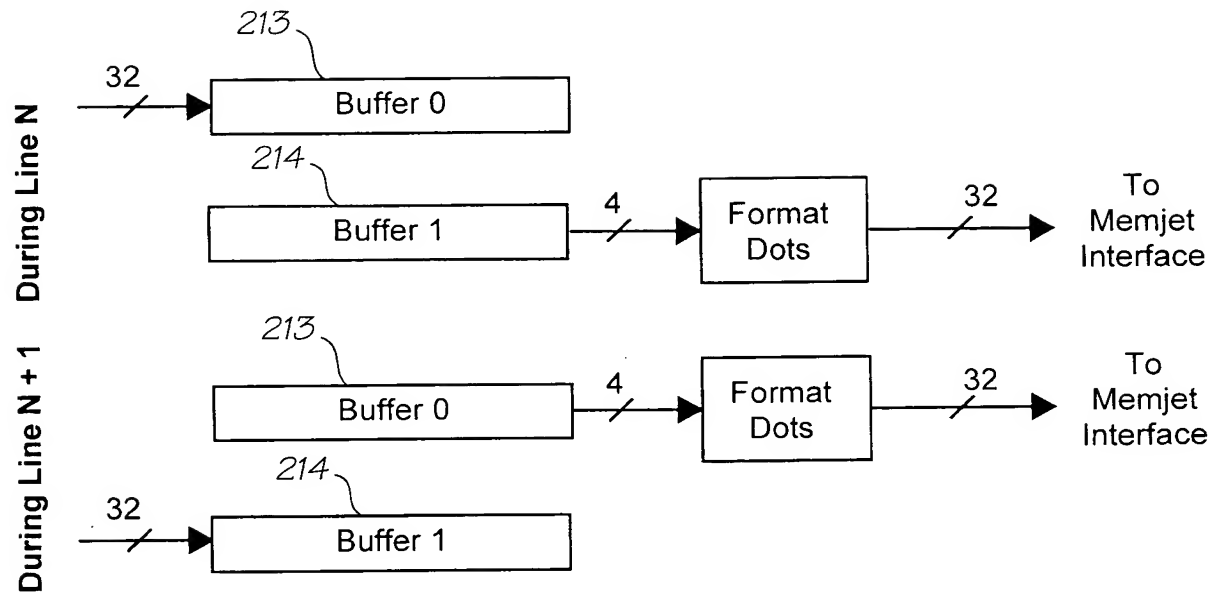 During Line N
213
32
Buffer 0
214
Buffer 1
4
Format
Dots
32
To
Memjet
Interface
During Line N + 1
213
Buffer 0
4
Format
Dots
32
To
Memjet
Interface
214
32
Buffer 1